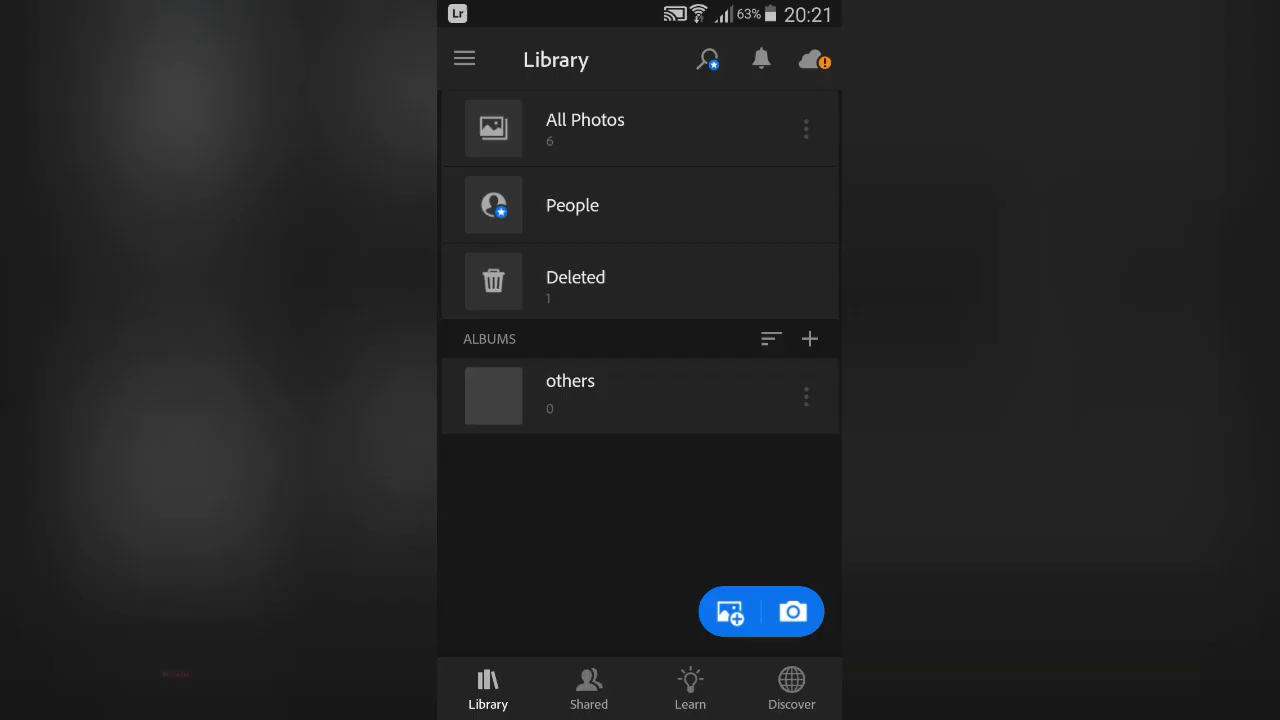 Lr 63% 20:21
Library
All Photos
6
People
Deleted
1
ALBUMS
others
0
Library Shared Learn Discover